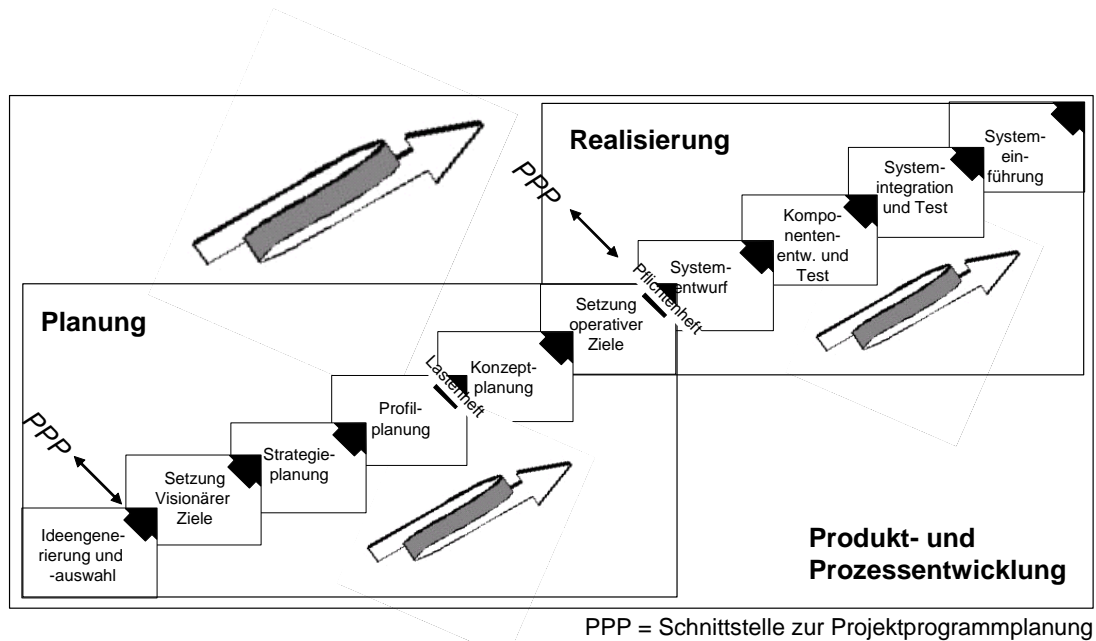 Realisierung
System-
ein-
führung
System-
integration
und Test
PPP
Kompo-
nenten-
entw. und
Test
System-
entwurf
Pflichtenheft
Setzung
operativer
Ziele
Planung
Konzept-
planung
Lastenheft
Profil-
planung
PPP
Strategie-
planung
Setzung
Visionärer
Ziele
Ideengene-
rierung und
-auswahl
Produkt- und
Prozessentwicklung
PPP = Schnittstelle zur Projektprogrammplanung